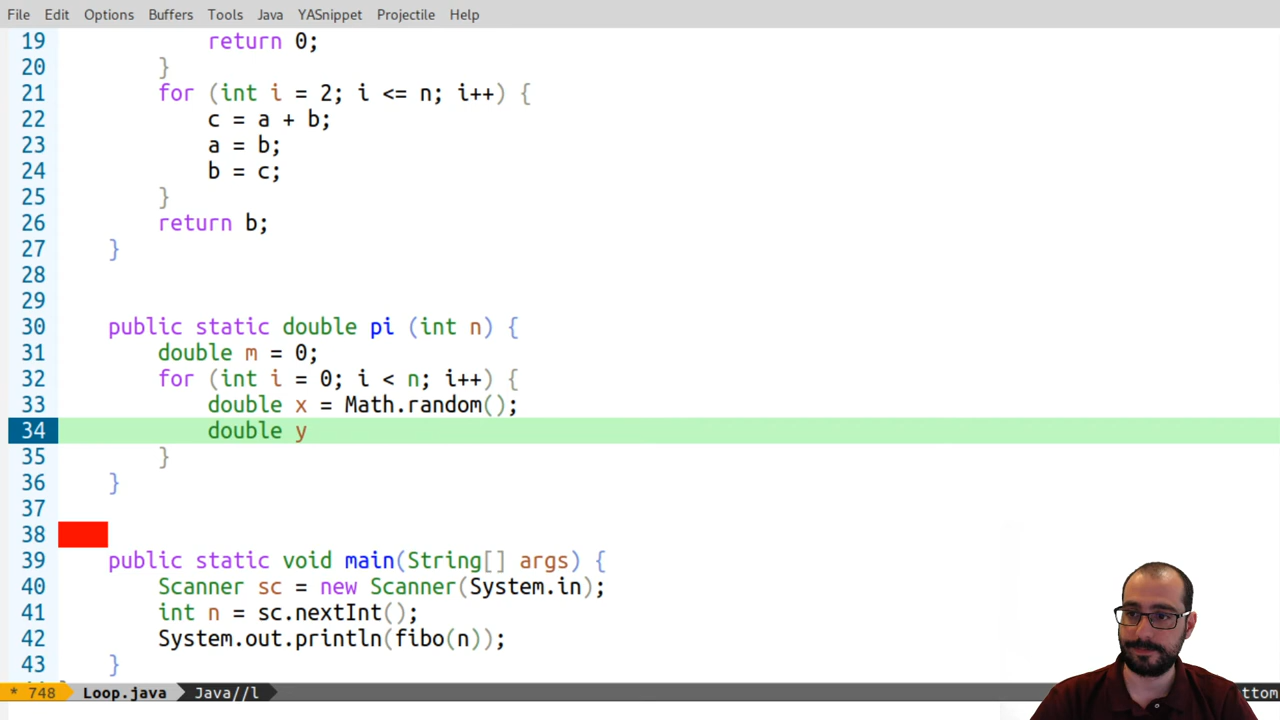 File Edit Options Buffers Tools Java YASnippet Projectile Help
19 return 0;
20 }
21 for (int i = 2; i <= n; i++) {
22 c = a + b;
23 a = b;
24 b = c;
25 }
26 return b;
27 }
28
29
30 public static double pi (int n) {
31 double m = 0;
32 for (int i = 0; i < n; i++) {
33 double x = Math.random();
34 double y
35 }
36 }
37
38
39 public static void main(String[] args) {
40 Scanner sc = new Scanner(System.in);
41 int n = sc.nextInt();
42 System.out.println(fibo(n));
43 }
* 748 Loop.java Java//l ttom